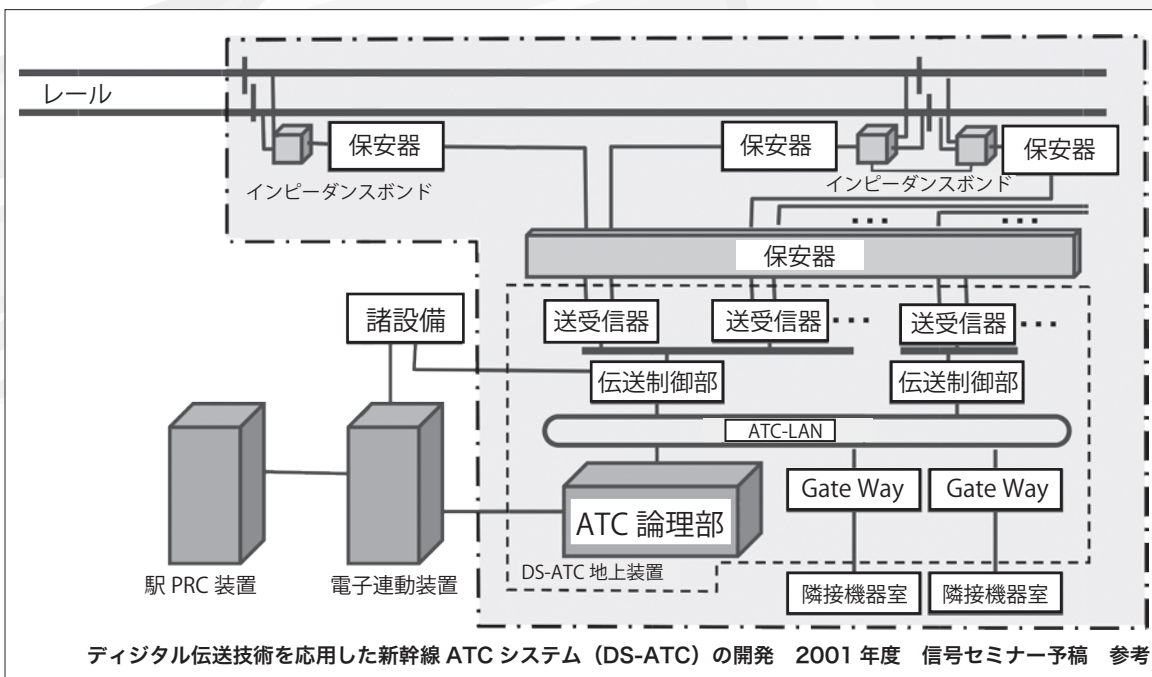 レール
保安器
保安器
保安器
インピーダンスボンド
インピーダンスボンド
・・・
・・・
保安器
諸設備
送受信器
送受信器
・・・
送受信器
・・・
伝送制御部
伝送制御部
ATC-LAN
Gate Way
Gate Way
ATC 論理部
駅 PRC 装置
電子連動装置
DS-ATC 地上装置
隣接機器室
隣接機器室
ディジタル伝送技術を応用した新幹線 ATC システム（DS-ATC）の開発　2001 年度　信号セミナー予稿　参考